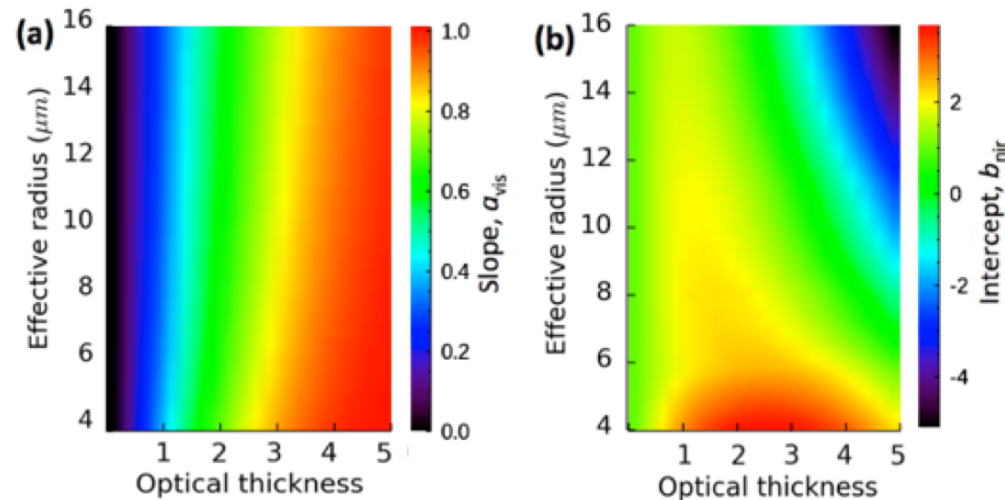 (a)
16
14
12
10
8
6
4
Effective radius (μm)
1 2 3 4 5
Optical thickness
1.0
0.8
0.6
0.4
0.2
0.0
Slope, a_vis
(b)
16
14
12
10
8
6
4
Effective radius (μm)
1 2 3 4 5
Optical thickness
2
0
-2
-4
Intercept, b_nir